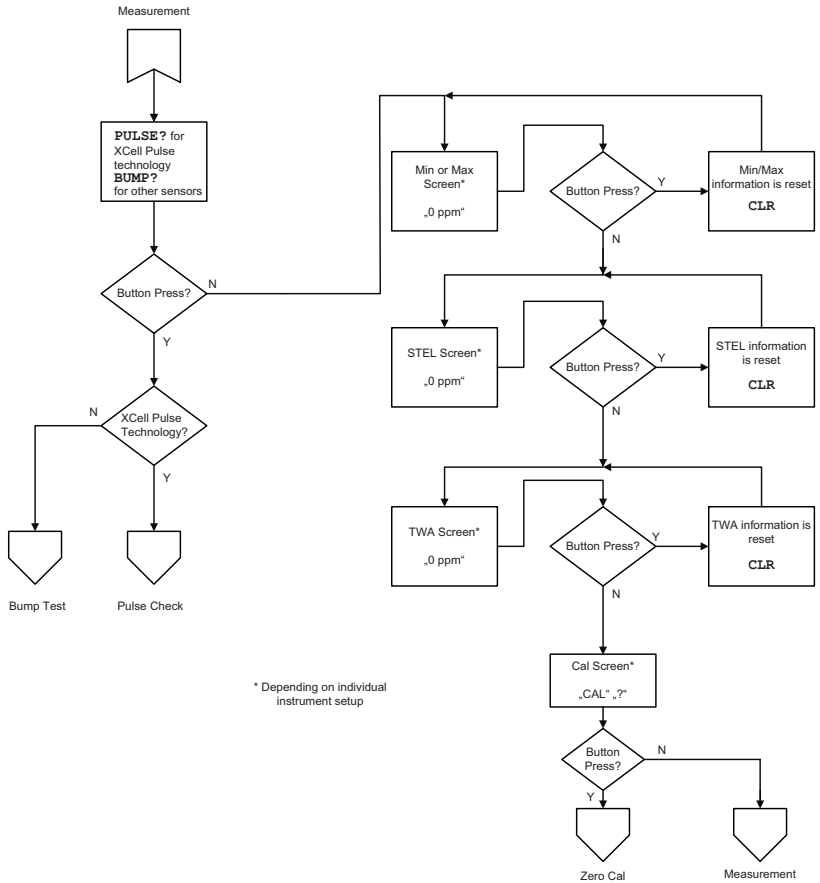 Measurement
PULSE? for
XCell Pulse
technology
BUMP?
for other sensors
Button Press?
N
Y
XCell Pulse
Technology?
N
Y
Bump Test
Pulse Check
Min or Max
Screen*
„0 ppm“
Button Press?
Y
N
Min/Max
information is reset
CLR
STEL Screen*
„0 ppm“
Button Press?
Y
N
STEL information
is reset
CLR
TWA Screen*
„0 ppm“
Button Press?
Y
N
TWA information is
reset
CLR
Cal Screen*
„CAL“ „?“
Button
Press?
N
Y
Zero Cal
Measurement
* Depending on individual
instrument setup